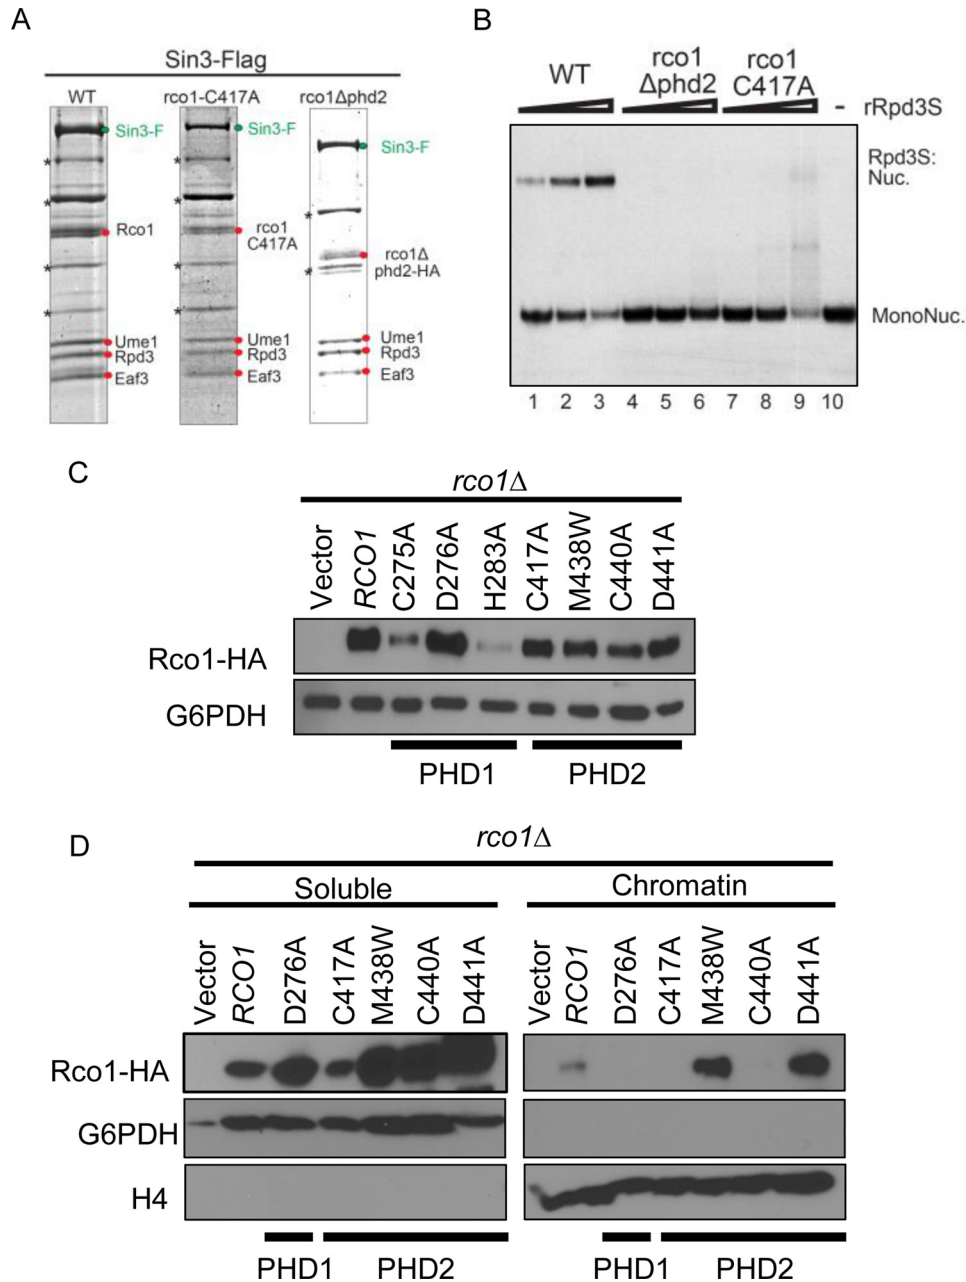 A
Sin3-Flag
WT
rco1-C417A
rco1Δphd2
Sin3-F
*
*
Rco1
*
*
Ume1
Rpd3
Eaf3
Sin3-F
*
*
rco1
C417A
*
*
Ume1
Rpd3
Eaf3
Sin3-F
*
rco1Δ
phd2-HA
*
Ume1
Rpd3
Eaf3
B
WT
rco1
Δphd2
rco1
C417A
-
rRpd3S
Rpd3S:
Nuc.
MonoNuc.
1 2 3 4 5 6 7 8 9 10
C
rco1Δ
Vector
RCO1
C275A
D276A
H283A
C417A
M438W
C440A
D441A
Rco1-HA
G6PDH
PHD1
PHD2
D
rco1Δ
Soluble
Chromatin
Vector
RCO1
D276A
C417A
M438W
C440A
D441A
Vector
RCO1
D276A
C417A
M438W
C440A
D441A
Rco1-HA
G6PDH
H4
PHD1
PHD2
PHD1
PHD2